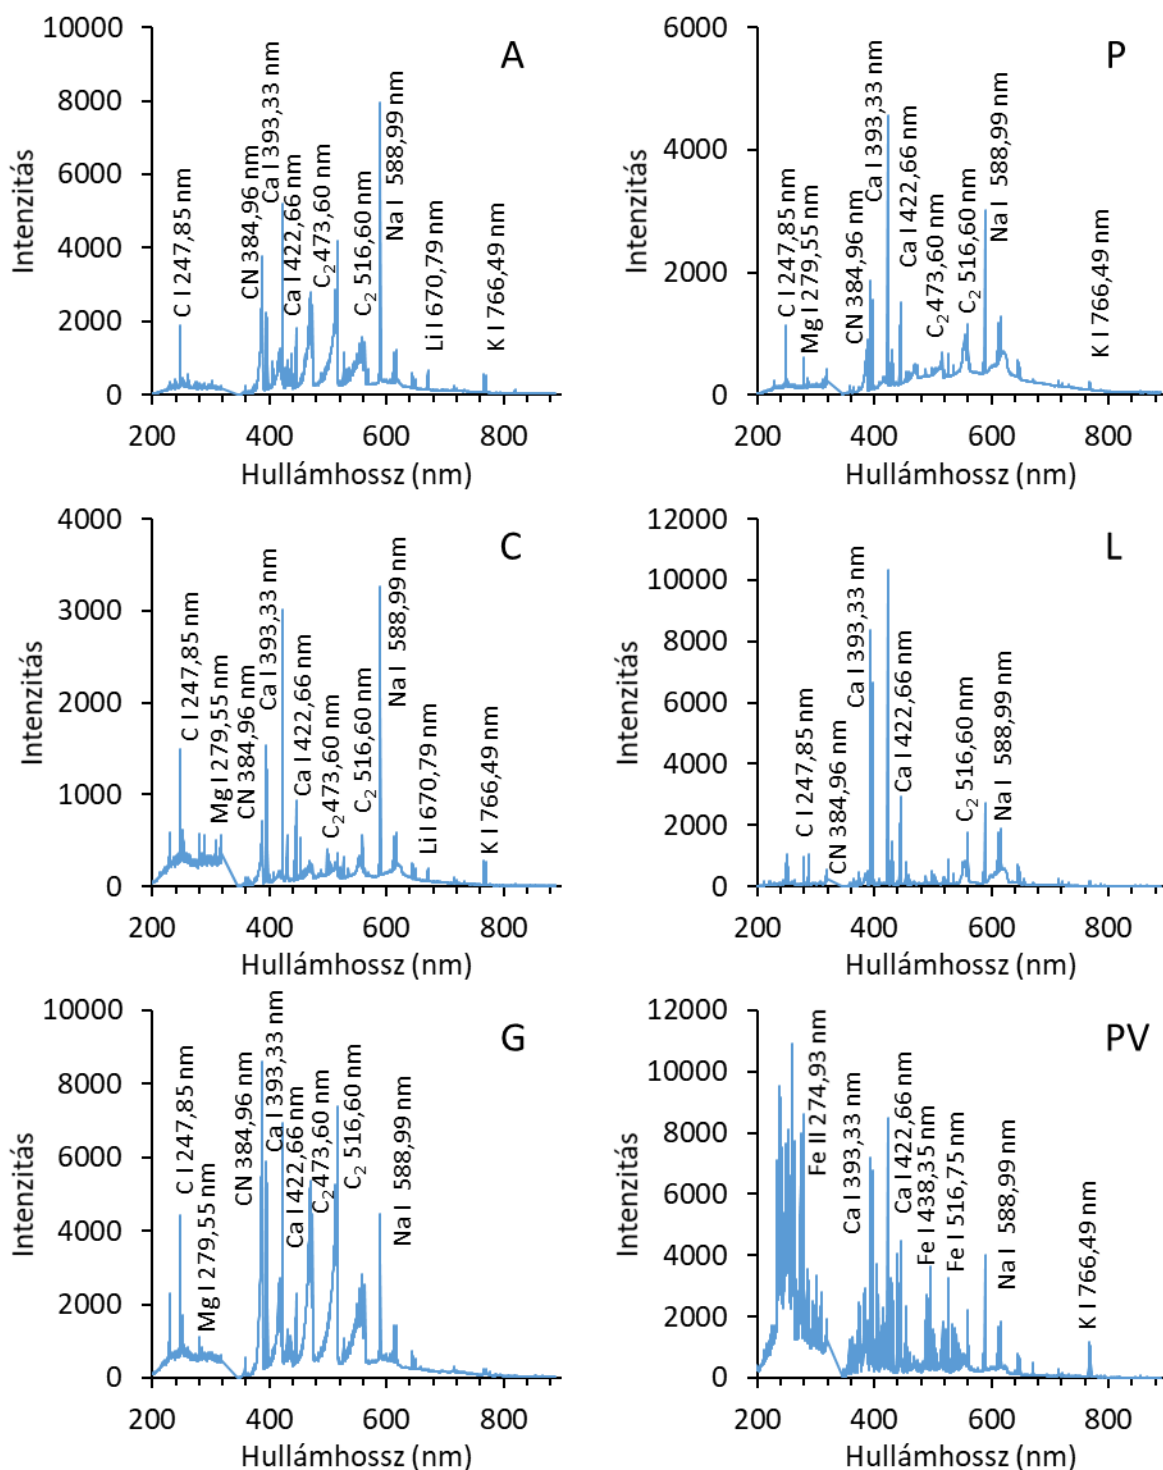 A
Intenzitás
10000
8000
6000
4000
2000
0
C I 247,85 nm
CN 384,96 nm
Ca I 393,33 nm
Ca I 422,66 nm
C₂ 473,60 nm
C₂ 516,60 nm
Na I 588,99 nm
Li I 670,79 nm
K I 766,49 nm
200 400 600 800
Hullámhossz (nm)
P
Intenzitás
6000
4000
2000
0
C I 247,85 nm
Mg I 279,55 nm
CN 384,96 nm
Ca I 393,33 nm
Ca I 422,66 nm
C₂ 473,60 nm
C₂ 516,60 nm
Na I 588,99 nm
K I 766,49 nm
200 400 600 800
Hullámhossz (nm)
C
Intenzitás
4000
3000
2000
1000
0
C I 247,85 nm
Mg I 279,55 nm
CN 384,96 nm
Ca I 393,33 nm
Ca I 422,66 nm
C₂ 473,60 nm
C₂ 516,60 nm
Na I 588,99 nm
Li I 670,79 nm
K I 766,49 nm
200 400 600 800
Hullámhossz (nm)
L
Intenzitás
12000
10000
8000
6000
4000
2000
0
C I 247,85 nm
CN 384,96 nm
Ca I 393,33 nm
Ca I 422,66 nm
C₂ 516,60 nm
Na I 588,99 nm
200 400 600 800
Hullámhossz (nm)
G
Intenzitás
10000
8000
6000
4000
2000
0
C I 247,85 nm
Mg I 279,55 nm
CN 384,96 nm
Ca I 393,33 nm
Ca I 422,66 nm
C₂ 473,60 nm
C₂ 516,60 nm
Na I 588,99 nm
200 400 600 800
Hullámhossz (nm)
PV
Intenzitás
12000
10000
8000
6000
4000
2000
0
Fe II 274,93 nm
Ca I 393,33 nm
Ca I 422,66 nm
Fe I 438,35 nm
Fe I 516,75 nm
Na I 588,99 nm
K I 766,49 nm
200 400 600 800
Hullámhossz (nm)